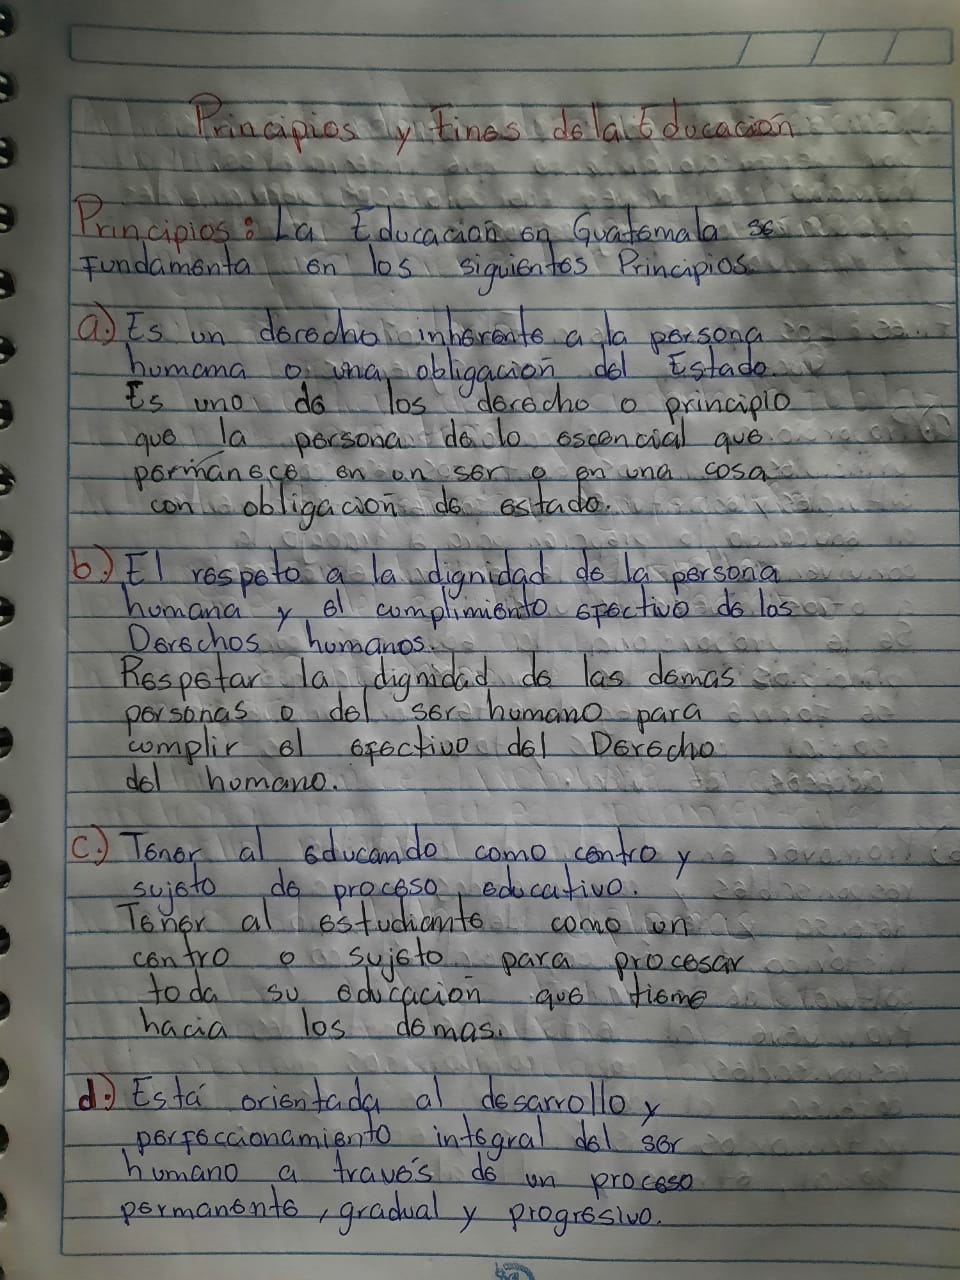 Principios y Fines de la Educación
Principios: La Educación en Guatemala se
Fundamenta en los siguientes Principios.
a.) Es un derecho inherente a la persona
humana o una obligación del Estado.
Es uno de los derecho o principio
que la persona de lo escencial que
permanece en un ser o en una cosa
con obligación de estado.
b.) El respeto a la dignidad de la persona
humana y el cumplimiento efectivo de los
Derechos humanos.
Respetar la dignidad de las demas
personas o del ser humano para
complir el efectivo del Derecho
del humano.
c.) Tener al educando como centro y
sujeto de proceso educativo.
Tener al estudiante como un
centro o sujeto para procesar
toda su educación que tiene
hacia los demas.
d.) Está orientada al desarrollo y
perfeccionamiento integral del ser
humano a través de un proceso
permanente, gradual y progresivo.